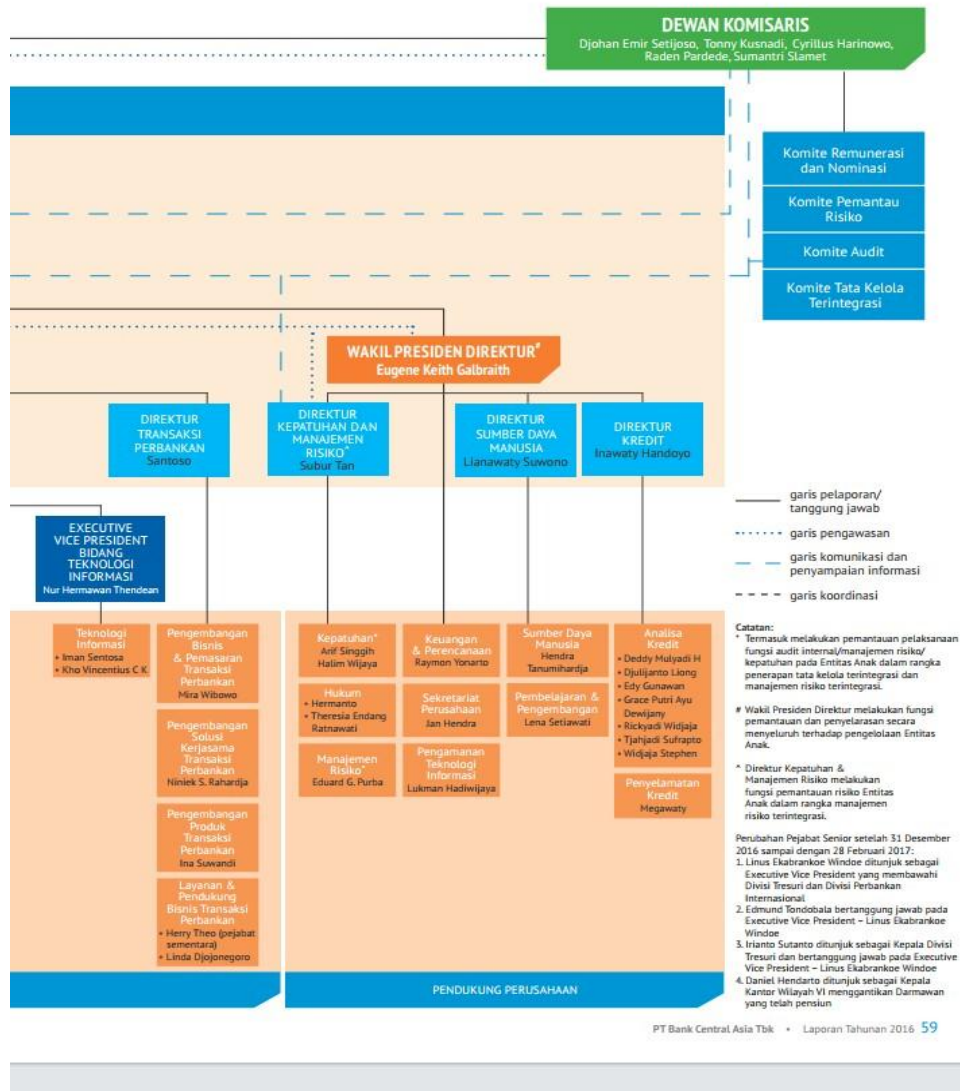 DEWAN KOMISARIS
Djohan Emir Setijoso, Tonny Kusnadi, Cyrillus Harinowo,
Raden Pardede, Sumantri Slamet
Komite Remunerasi
dan Nominasi
Komite Pemantau
Risiko
Komite Audit
Komite Tata Kelola
Terintegrasi
WAKIL PRESIDEN DIREKTUR#
Eugene Keith Galbraith
DIREKTUR
TRANSAKSI
PERBANKAN
Santoso
DIREKTUR
KEPATUHAN DAN
MANAJEMEN
RISIKO^
Subur Tan
DIREKTUR
SUMBER DAYA
MANUSIA
Lianawaty Suwono
DIREKTUR
KREDIT
Inawaty Handoyo
EXECUTIVE
VICE PRESIDENT
BIDANG
TEKNOLOGI
INFORMASI
Nur Hermawan Thendean
Teknologi
Informasi
• Iman Sentosa
• Kho Vincentius C K
Pengembangan
Bisnis
& Pemasaran
Transaksi
Perbankan
Mira Wibowo
Pengembangan
Solusi
Kerjasama
Transaksi
Perbankan
Niniek S. Rahardja
Pengembangan
Produk
Transaksi
Perbankan
Ina Suwandi
Layanan &
Pendukung
Bisnis Transaksi
Perbankan
• Herry Theo (pejabat
sementara)
• Linda Djojonegoro
Kepatuhan*
Arif Singgih
Halim Wijaya
Hukum
• Hermanto
• Theresia Endang
Ratnawati
Manajemen
Risiko*
Eduard G. Purba
Keuangan
& Perencanaan
Raymon Yonarto
Sekretariat
Perusahaan
Jan Hendra
Pengamanan
Teknologi
Informasi
Lukman Hadiwijaya
Sumber Daya
Manusia
Hendra
Tanumihardja
Pembelajaran &
Pengembangan
Lena Setiawati
Analisa
Kredit
• Deddy Mulyadi H
• Djulijanto Liong
• Edy Gunawan
• Grace Putri Ayu
Dewijany
• Rickyadi Widjaja
• Tjahjadi Sufrapto
• Widjaja Stephen
Penyelamatan
Kredit
Megawaty
PENDUKUNG PERUSAHAAN
garis pelaporan/
tanggung jawab
garis pengawasan
garis komunikasi dan
penyampaian informasi
garis koordinasi
Catatan:
* Termasuk melakukan pemantauan pelaksanaan
fungsi audit internal/manajemen risiko/
kepatuhan pada Entitas Anak dalam rangka
penerapan tata kelola terintegrasi dan
manajemen risiko terintegrasi.
# Wakil Presiden Direktur melakukan fungsi
pemantauan dan penyelarasan secara
menyeluruh terhadap pengelolaan Entitas
Anak.
^ Direktur Kepatuhan &
Manajemen Risiko melakukan
fungsi pemantauan risiko Entitas
Anak dalam rangka manajemen
risiko terintegrasi.
Perubahan Pejabat Senior setelah 31 Desember
2016 sampai dengan 28 Februari 2017:
1. Linus Ekabrankoe Windoe ditunjuk sebagai
Executive Vice President yang membawahi
Divisi Tresuri dan Divisi Perbankan
Internasional
2. Edmund Tondobala bertanggung jawab pada
Executive Vice President – Linus Ekabrankoe
Windoe
3. Irianto Sutanto ditunjuk sebagai Kepala Divisi
Tresuri dan bertanggung jawab pada Executive
Vice President – Linus Ekabrankoe Windoe
4. Daniel Hendarto ditunjuk sebagai Kepala
Kantor Wilayah VI menggantikan Darmawan
yang telah pensiun
PT Bank Central Asia Tbk • Laporan Tahunan 2016 59